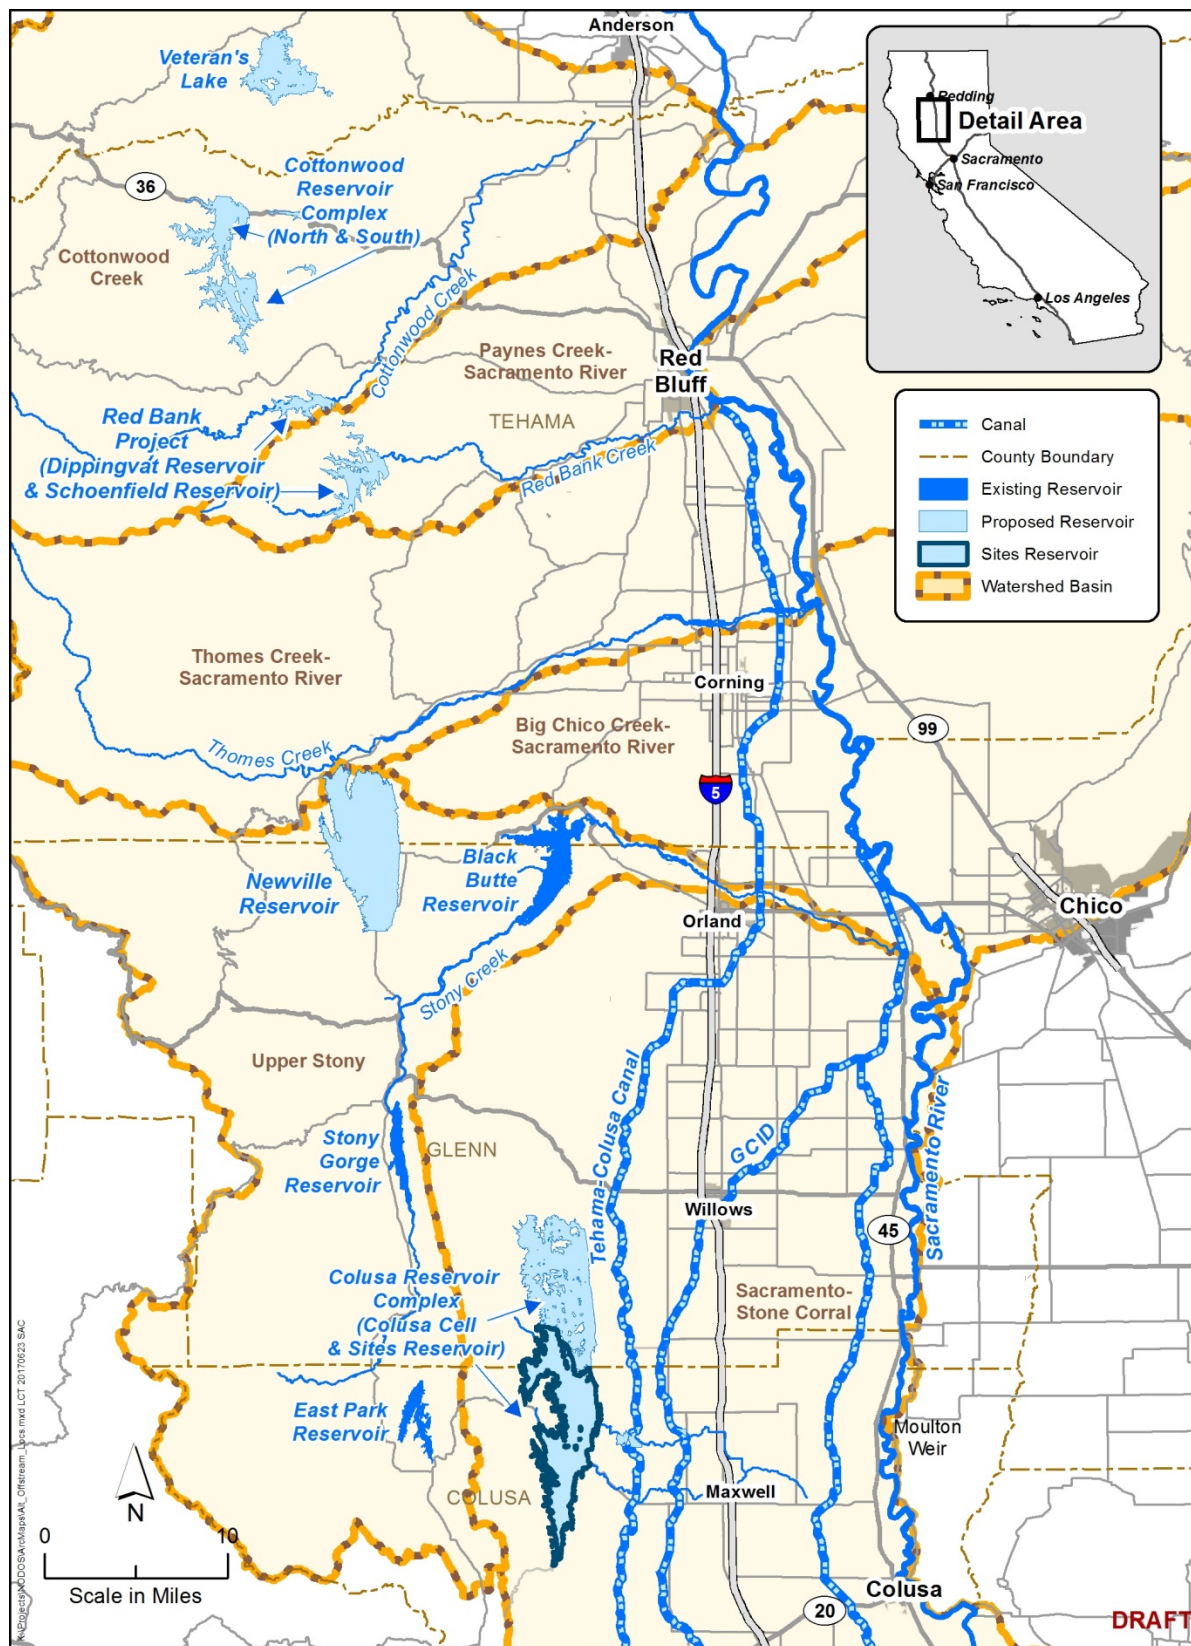 Anderson
Veteran's
Lake
Redding
Detail Area
Sacramento
San Francisco
Los Angeles
Cottonwood
Reservoir
Complex
(North & South)
36
Cottonwood
Creek
Cottonwood Creek
Paynes Creek-
Sacramento River
Red
Bluff
TEHAMA
Red Bank
Project
(Dippingvat Reservoir
& Schoenfield Reservoir)
Red Bank Creek
Canal
County Boundary
Existing Reservoir
Proposed Reservoir
Sites Reservoir
Watershed Basin
Thomes Creek-
Sacramento River
Corning
Big Chico Creek-
Sacramento River
99
Thomes Creek
5
Newville
Reservoir
Black
Butte
Reservoir
Chico
Orland
Stony Creek
Upper Stony
Tehama-Colusa Canal
GCID
Sacramento River
Stony
Gorge
Reservoir
GLENN
Willows
45
Colusa Reservoir
Complex
(Colusa Cell
& Sites Reservoir)
Sacramento-
Stone Corral
East Park
Reservoir
Moulton
Weir
COLUSA
Maxwell
N
0 10
Scale in Miles
Colusa
20
DRAFT